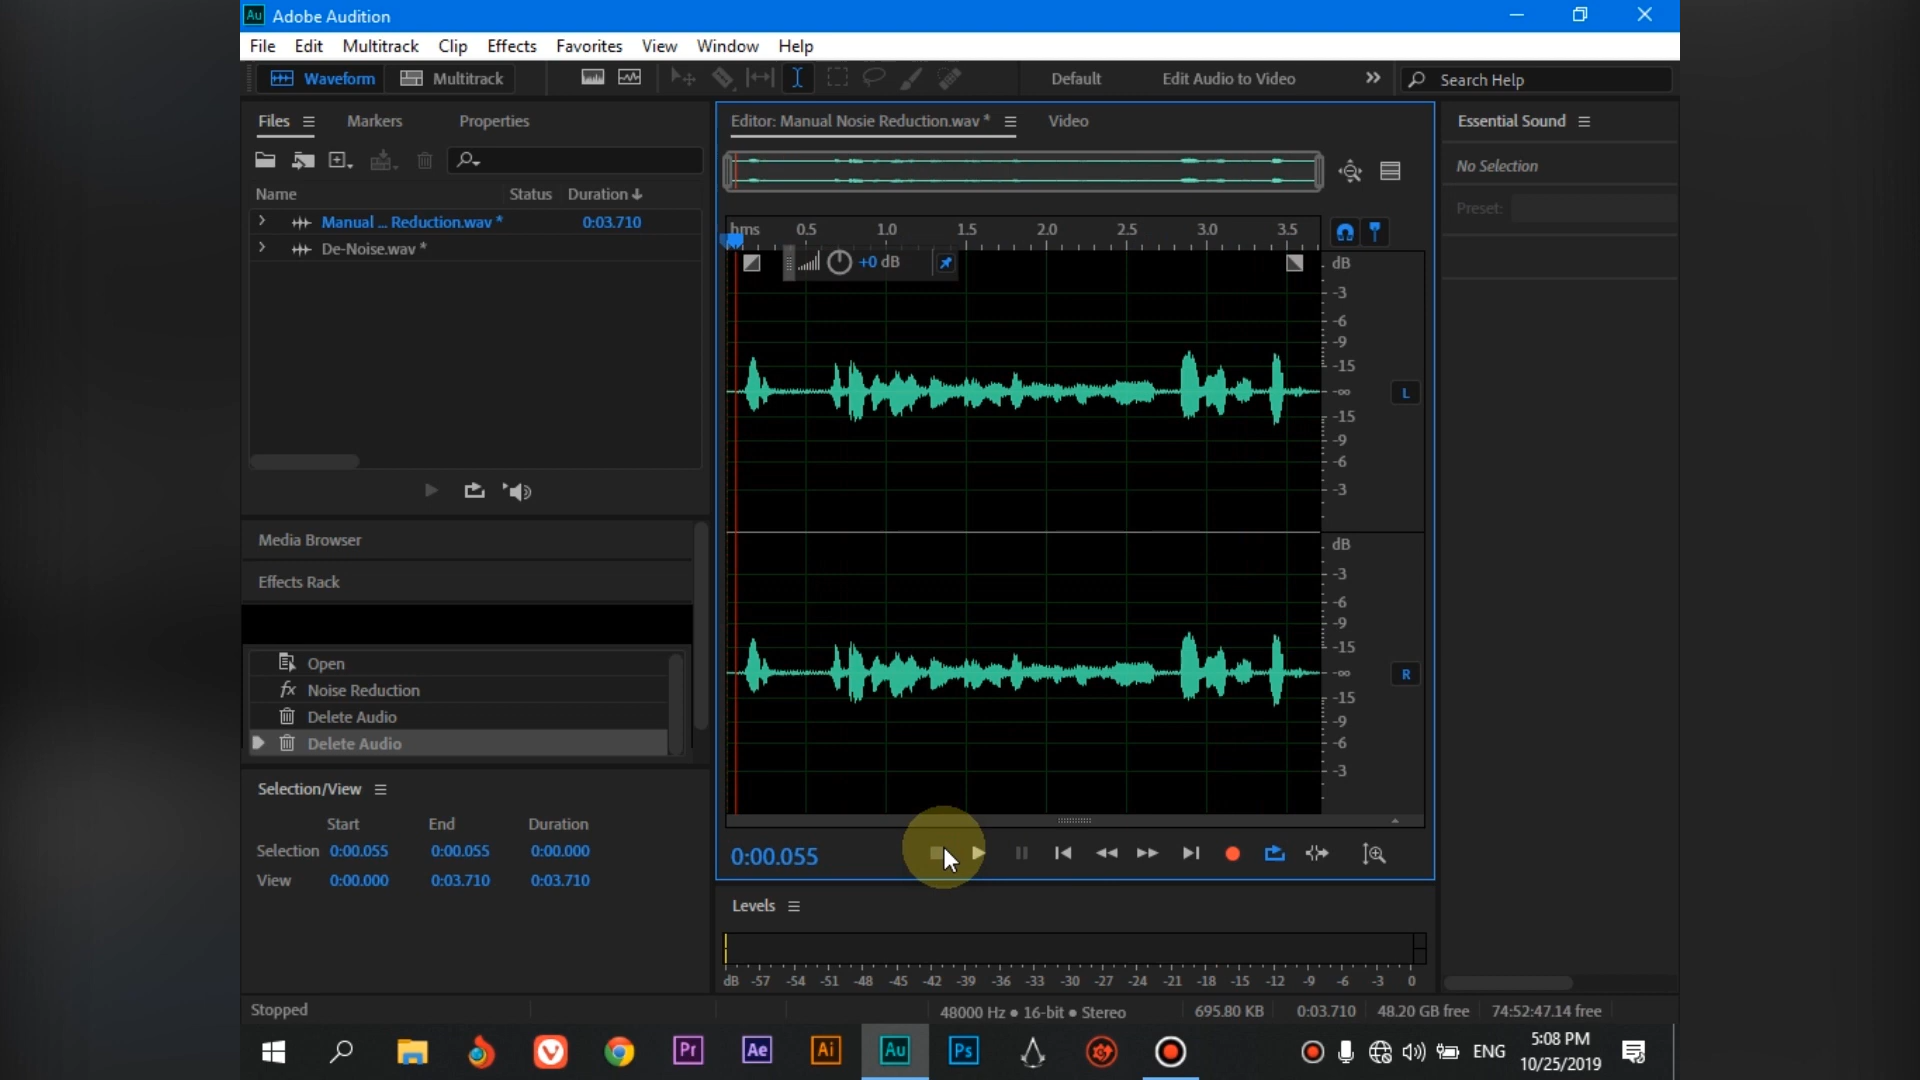 Au Adobe Audition
File Edit Multitrack Clip Effects Favorites View Window Help
Waveform Multitrack Default Edit Audio to Video Search Help
Files Markers Properties
Name Status Duration
Manual ... Reduction.wav * 0:03.710
De-Noise.wav *
Media Browser
Effects Rack
Open
fx Noise Reduction
Delete Audio
Delete Audio
Selection/View
Start End Duration
Selection 0:00.055 0:00.055 0:00.000
View 0:00.000 0:03.710 0:03.710
Editor: Manual Nosie Reduction.wav * Video
hms 0.5 1.0 1.5 2.0 2.5 3.0 3.5
+0 dB
dB
-3
-6
-9
-15
-∞
-15
-9
-6
-3
L
dB
-3
-6
-9
-15
-∞
-15
-9
-6
-3
R
0:00.055
Levels
dB -57 -54 -51 -48 -45 -42 -39 -36 -33 -30 -27 -24 -21 -18 -15 -12 -9 -6 -3 0
Essential Sound
No Selection
Preset:
Stopped 48000 Hz ● 16-bit ● Stereo 695.80 KB 0:03.710 48.20 GB free 74:52:47.14 free
Pr Ae Ai Au Ps ENG
5:08 PM
10/25/2019